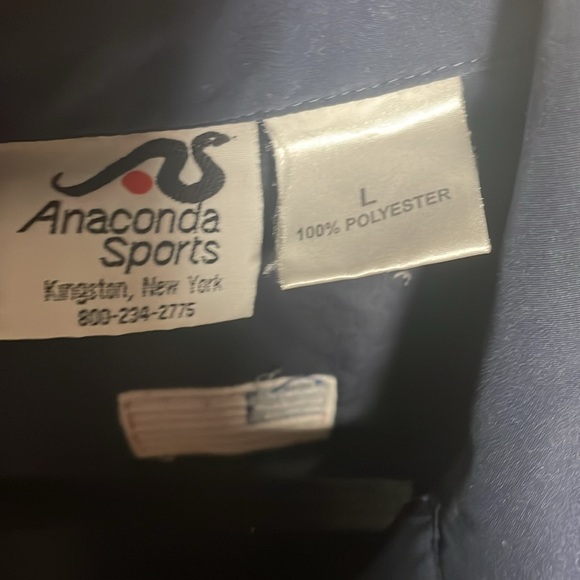 Anaconda
Sports
Kingston, New York
800-234-2775
L
100% POLYESTER